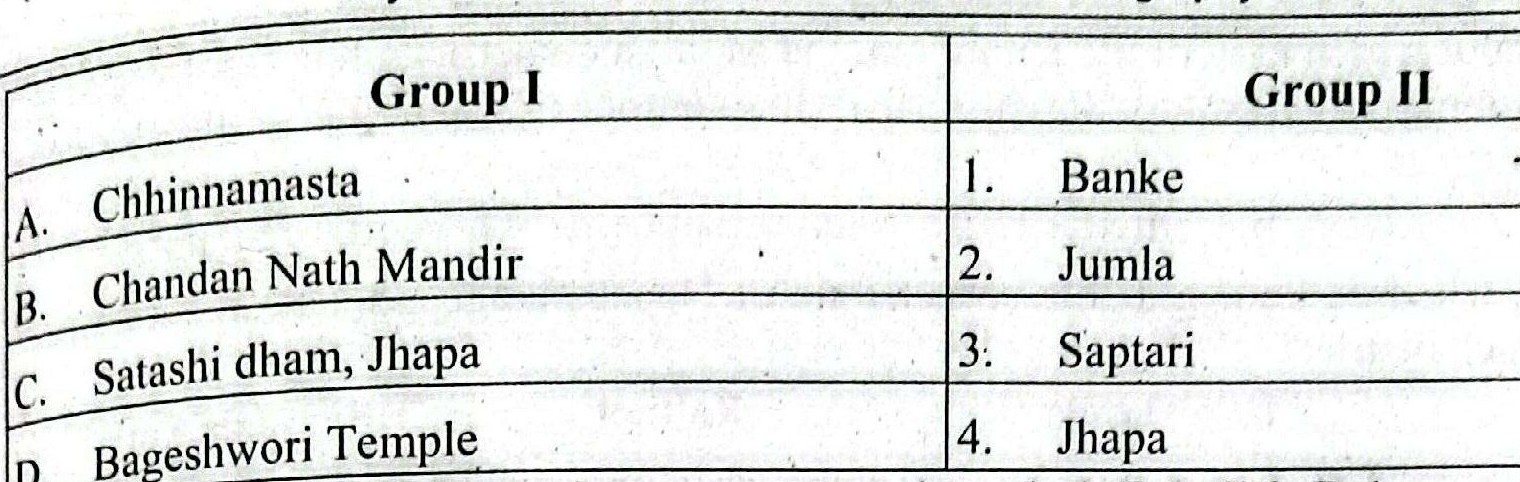 Group I Group II
A. Chhinnamasta 1. Banke
B. Chandan Nath Mandir 2. Jumla
C. Satashi dham, Jhapa 3. Saptari
D. Bageshwori Temple 4. Jhapa